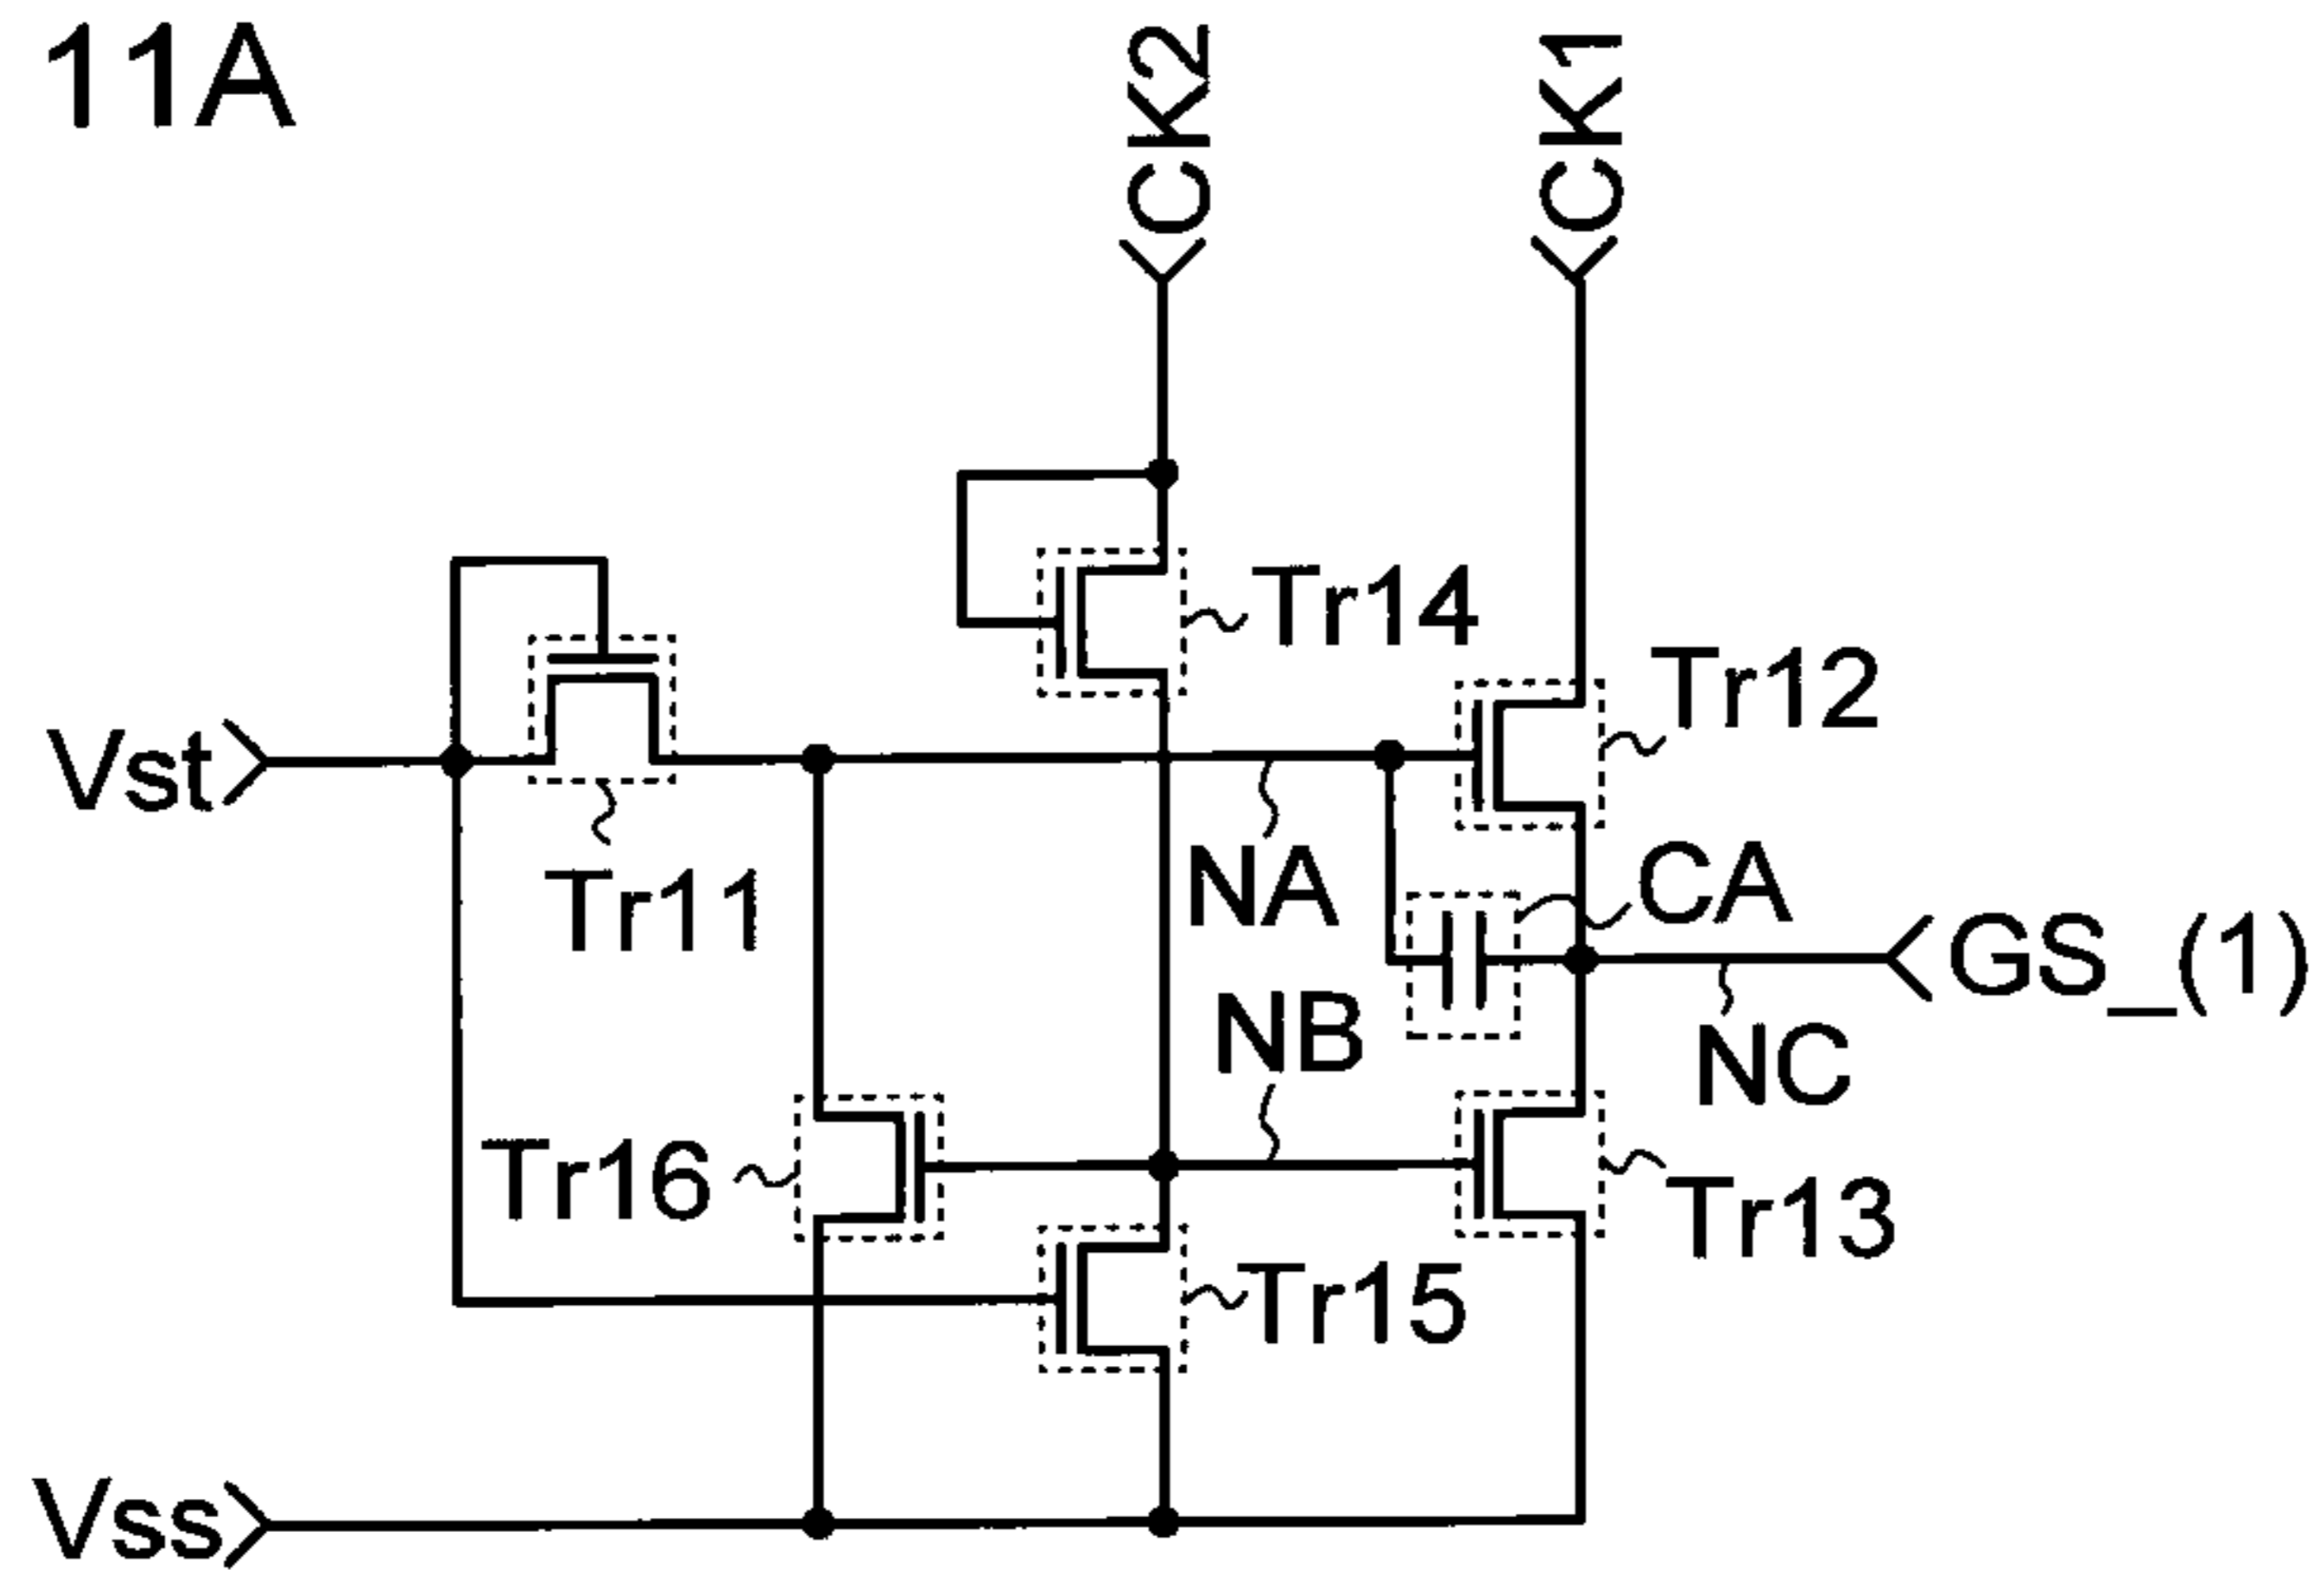 11A
CK2
CK1
Tr14
Tr12
Vst
Tr11
NA
CA
GS_(1)
NB
NC
Tr16
Tr13
Tr15
Vss